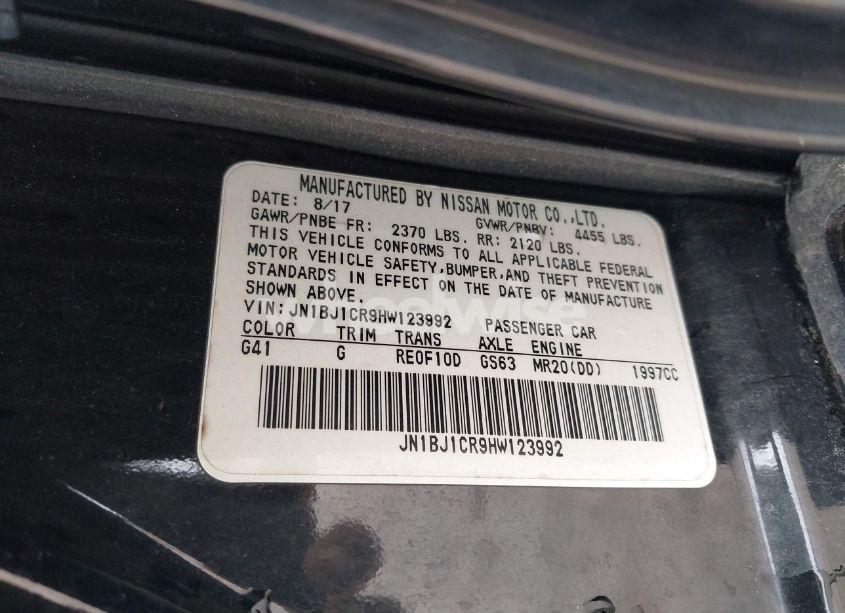 MANUFACTURED BY NISSAN MOTOR CO.,LTD.
DATE: 8/17 GVWR/PNBV: 4455 LBS.
GAWR/PNBE FR: 2370 LBS. RR: 2120 LBS.
THIS VEHICLE CONFORMS TO ALL APPLICABLE FEDERAL
MOTOR VEHICLE SAFETY,BUMPER,AND THEFT PREVENTION
STANDARDS IN EFFECT ON THE DATE OF MANUFACTURE
SHOWN ABOVE.
VIN:JN1BJ1CR9HW123992 PASSENGER CAR
COLOR TRIM TRANS AXLE ENGINE
G41 G RE0F10D GS63 MR20(DD) 1997CC
JN1BJ1CR9HW123992
wheelwise